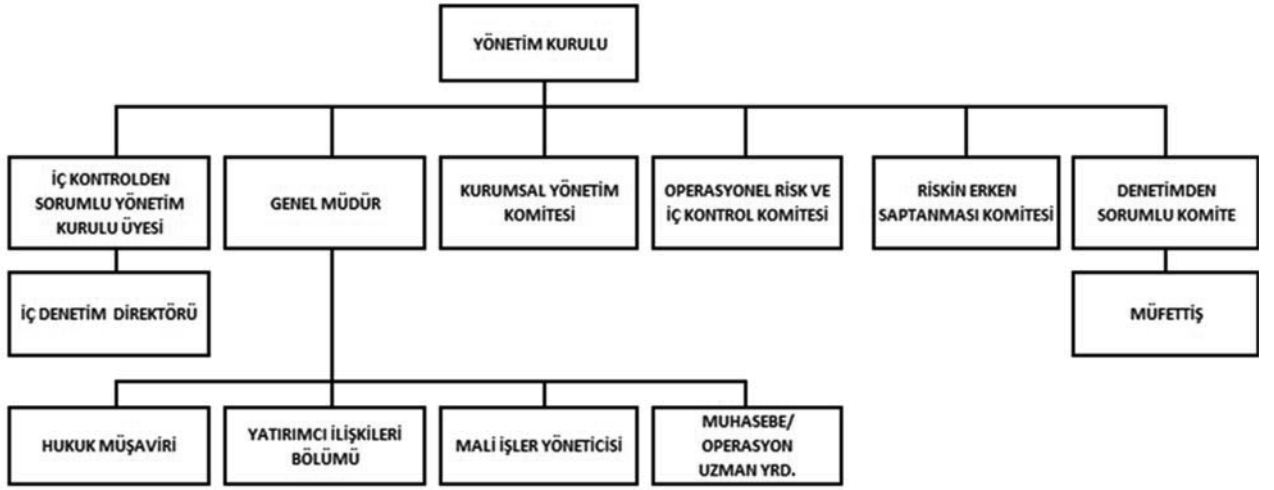 YÖNETİM KURULU
İÇ KONTROLDEN
SORUMLU YÖNETİM
KURULU ÜYESİ
GENEL MÜDÜR
KURUMSAL YÖNETİM
KOMİTESİ
OPERASYONEL RİSK VE
İÇ KONTROL KOMİTESİ
RİSKİN ERKEN
SAPTANMASI KOMİTESİ
DENETİMDEN
SORUMLU KOMİTE
İÇ DENETİM DİREKTÖRÜ
MÜFETTİŞ
HUKUK MÜŞAVİRİ
YATIRIMCI İLİŞKİLERİ
BÖLÜMÜ
MALİ İŞLER YÖNETİCİSİ
MUHASEBE/
OPERASYON
UZMAN YRD.